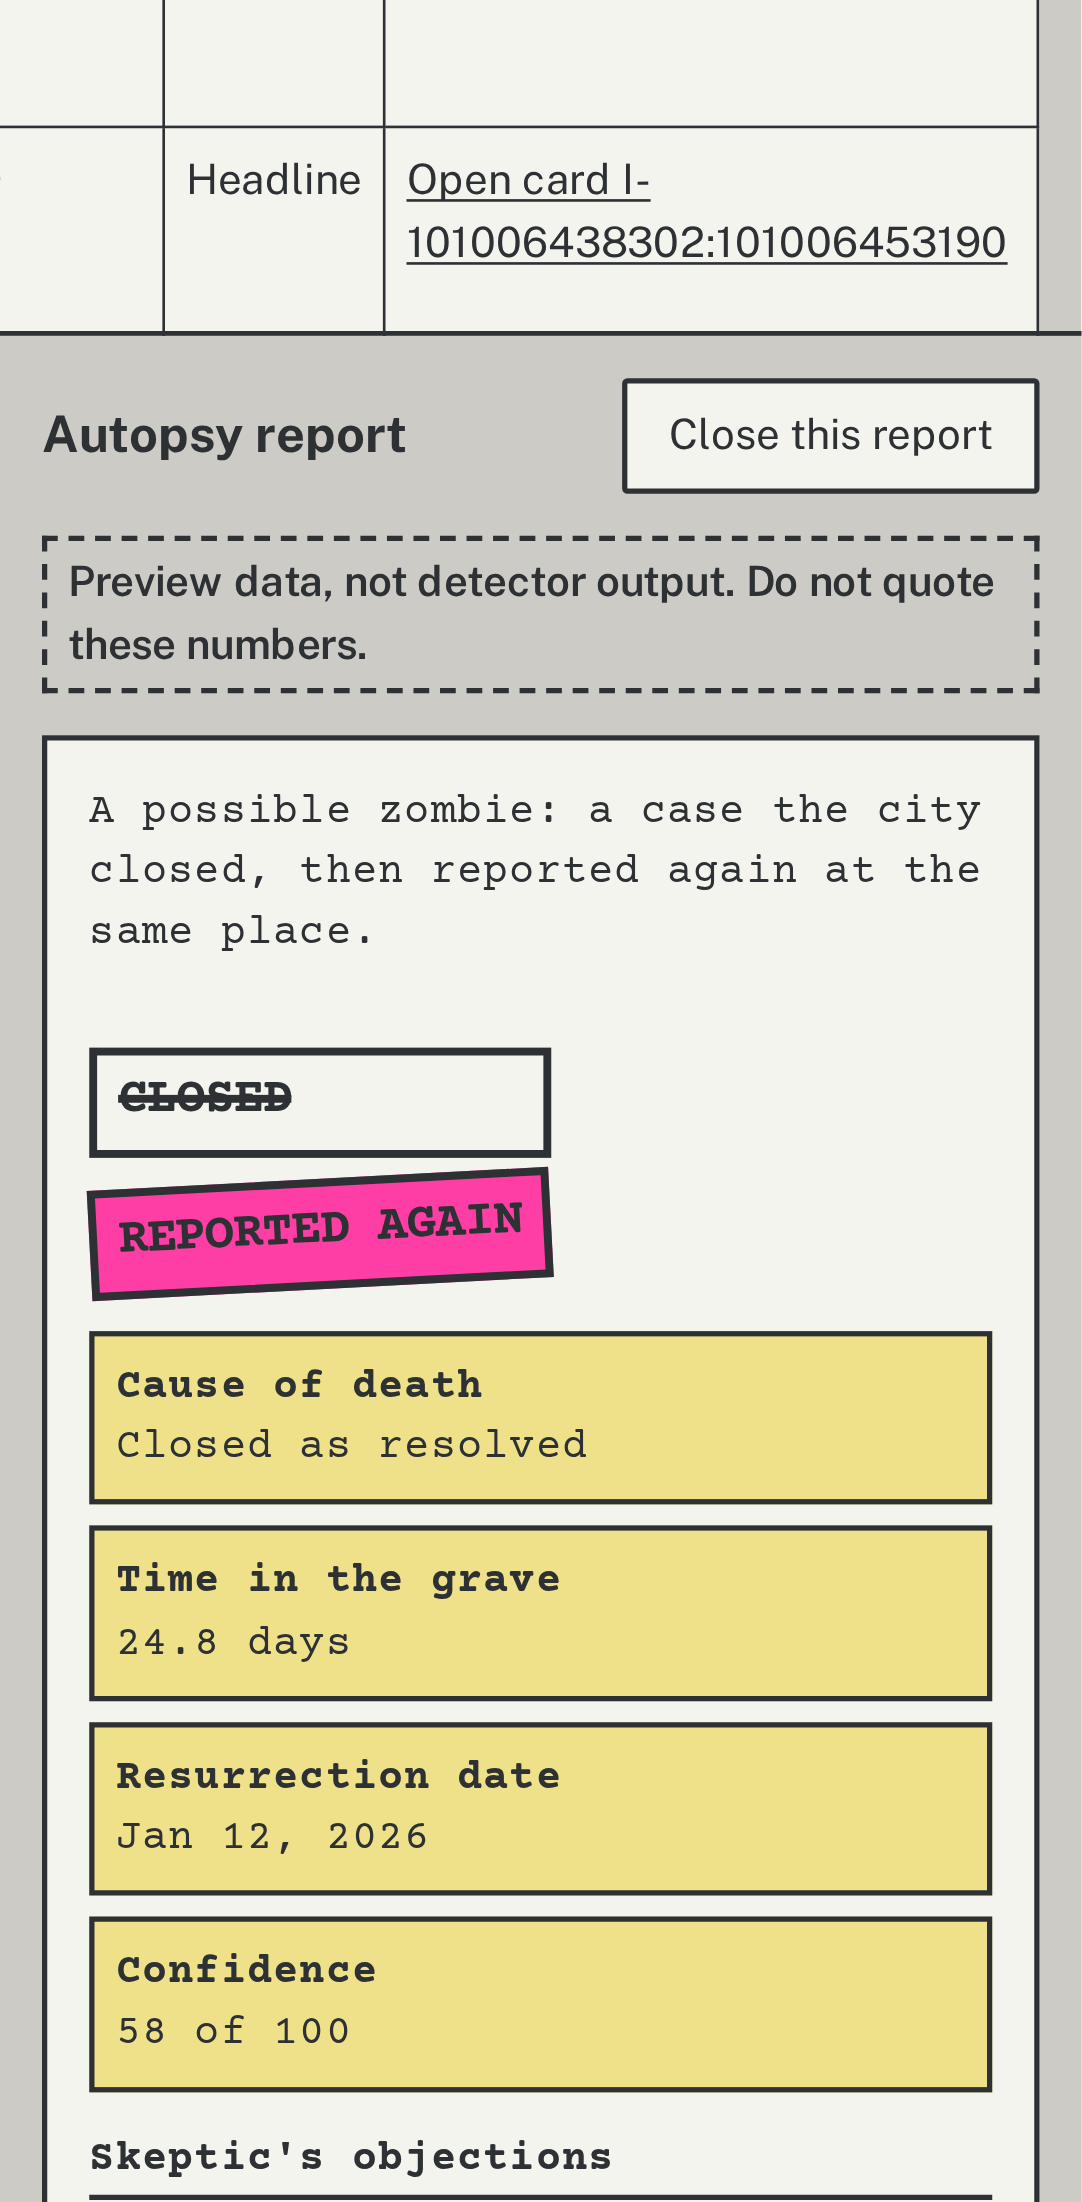 Headline
Open card I-
101006438302:101006453190
Autopsy report
Close this report
Preview data, not detector output. Do not quote
these numbers.
A possible zombie: a case the city
closed, then reported again at the
same place.
CLOSED
REPORTED AGAIN
Cause of death
Closed as resolved
Time in the grave
24.8 days
Resurrection date
Jan 12, 2026
Confidence
58 of 100
Skeptic's objections